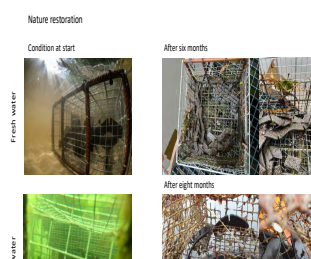 Nature restoration
Condition at start
After six months
Fresh water
After eight months
water